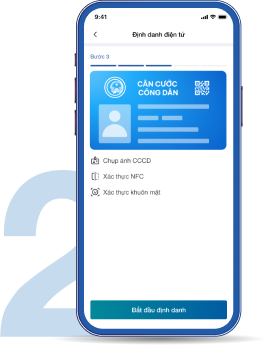 2
9:41
Định danh điện tử
Bước 3
CĂN CƯỚC
CÔNG DÂN
Chụp ảnh CCCD
Xác thực NFC
Xác thực khuôn mặt
Bắt đầu định danh